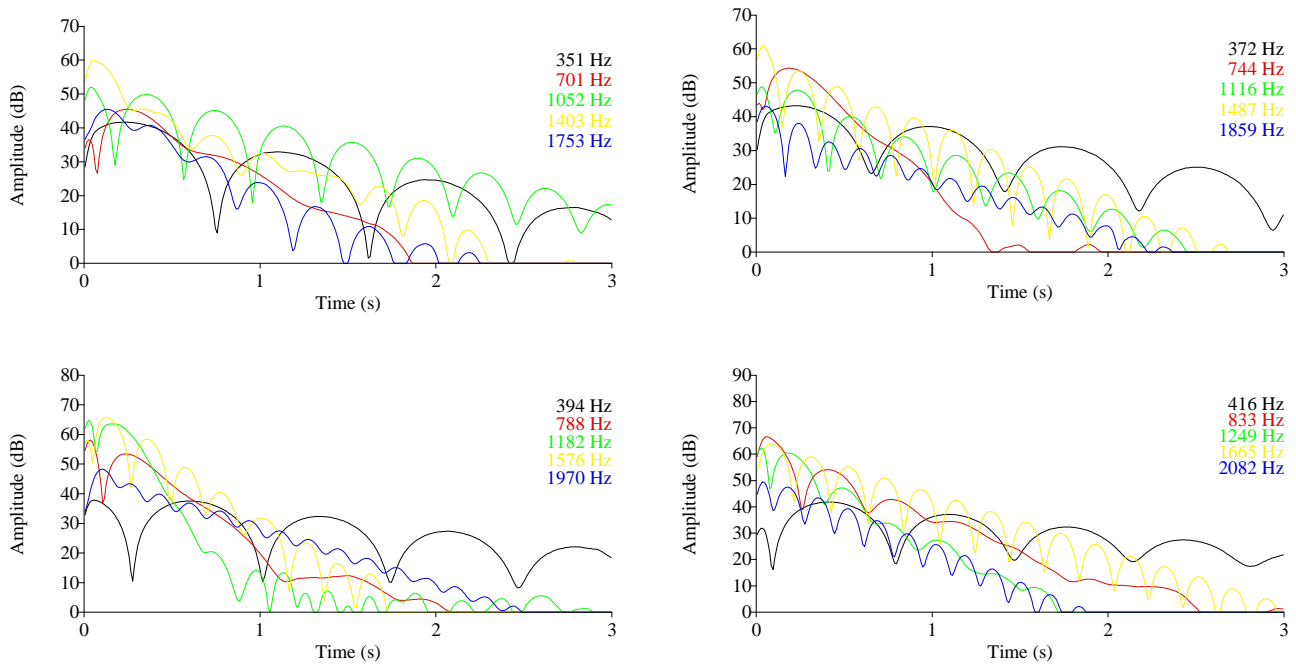 70
60
50
40
30
20
10
0
Amplitude (dB)
351 Hz
701 Hz
1052 Hz
1403 Hz
1753 Hz
0 1 2 3
Time (s)
70
60
50
40
30
20
10
0
Amplitude (dB)
372 Hz
744 Hz
1116 Hz
1487 Hz
1859 Hz
0 1 2 3
Time (s)
80
70
60
50
40
30
20
10
0
Amplitude (dB)
394 Hz
788 Hz
1182 Hz
1576 Hz
1970 Hz
0 1 2 3
Time (s)
90
80
70
60
50
40
30
20
10
0
Amplitude (dB)
416 Hz
833 Hz
1249 Hz
1665 Hz
2082 Hz
0 1 2 3
Time (s)